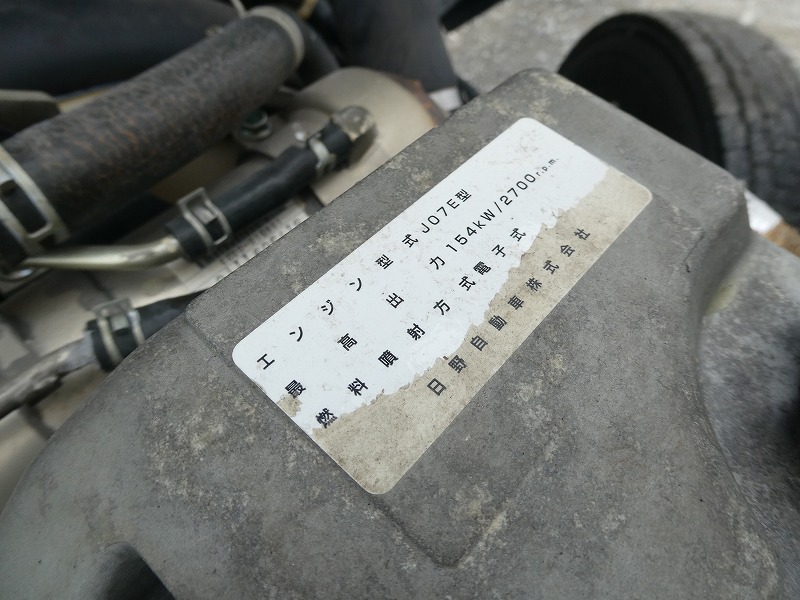 エンジン型式 J07E型
最高出力 154kW/2700r.p.m.
燃料噴射方式電子式
日野自動車株式会社